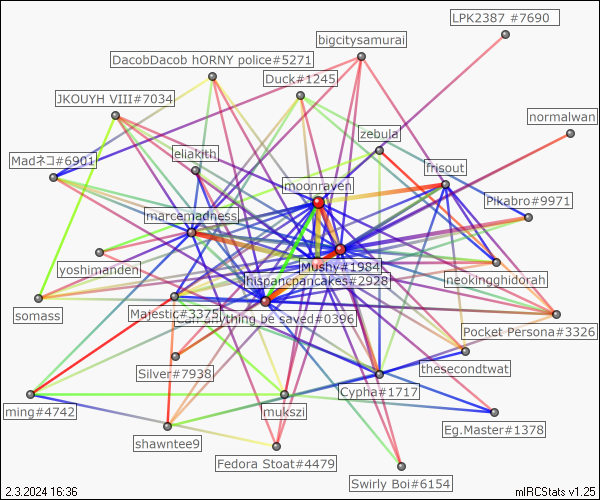 LPK2387 #7690
bigcitysamurai
DacobDacob hORNY police#5271
Duck#1245
JKOUYH VIII#7034
normalwan
zebula
eliakith
Madネコ#6901
frisout
moonraven
Pikabro#9971
marcemadness
Mushy#1984
yoshimanden
hispancpancakes#2928
neokingghidorah
somass
Majestic#3375
anything be saved#0396
Pocket Persona#3326
thesecondtwat
Silver#7938
Cypha#1717
ming#4742
mukszi
Eg.Master#1378
shawntee9
Fedora Stoat#4479
Swirly Boi#6154
2.3.2024 16:36
mIRCStats v1.25